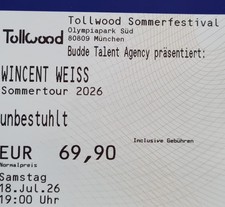 Tollwood Sommerfestival
Tollwood
Olympiapark Süd
80809 München
Budde Talent Agency präsentiert:
WINCENT WEISS
Sommertour 2026
unbestuhlt
Inclusive Gebühren
EUR 69,90
Normalpreis
Samstag
18.Jul.26
19:00 Uhr